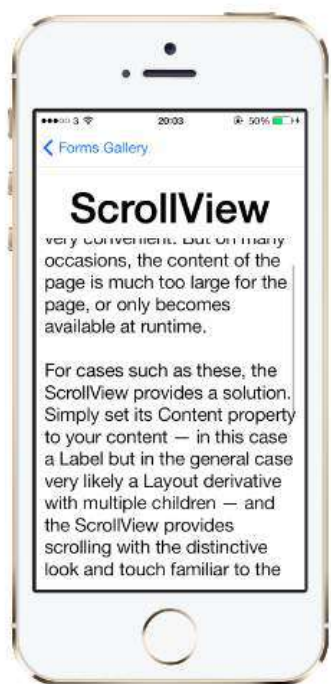 3 20:03 50%
Forms Gallery
ScrollView
very convenient. But on many
occasions, the content of the
page is much too large for the
page, or only becomes
available at runtime.
For cases such as these, the
ScrollView provides a solution.
Simply set its Content property
to your content — in this case
a Label but in the general case
very likely a Layout derivative
with multiple children — and
the ScrollView provides
scrolling with the distinctive
look and touch familiar to the